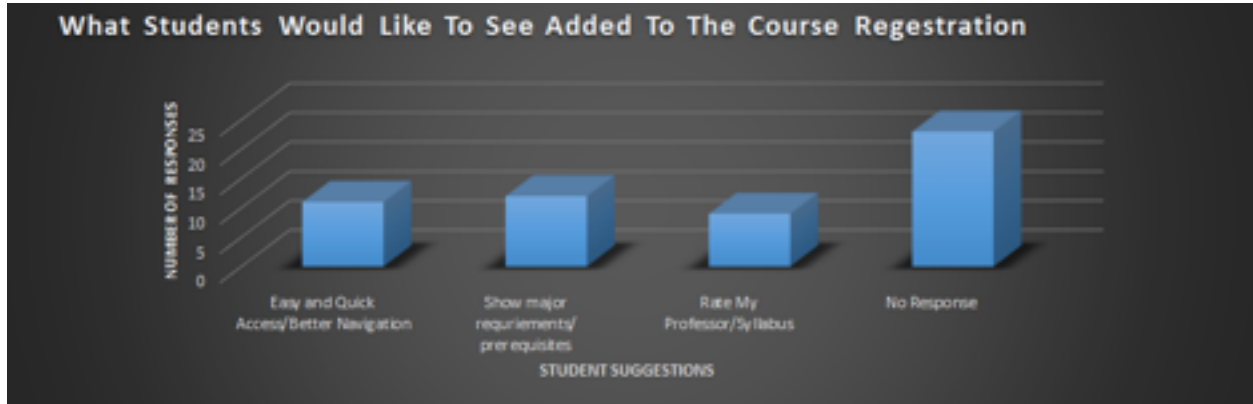 What Students Would Like To See Added To The Course Regestration
NUMBER OF RESPONSES
25
20
15
10
5
0
Easy and Quick
Access/Better Navigation
Show major
requriements/
prerequisites
Rate My
Professor/Syllabus
No Response
STUDENT SUGGESTIONS